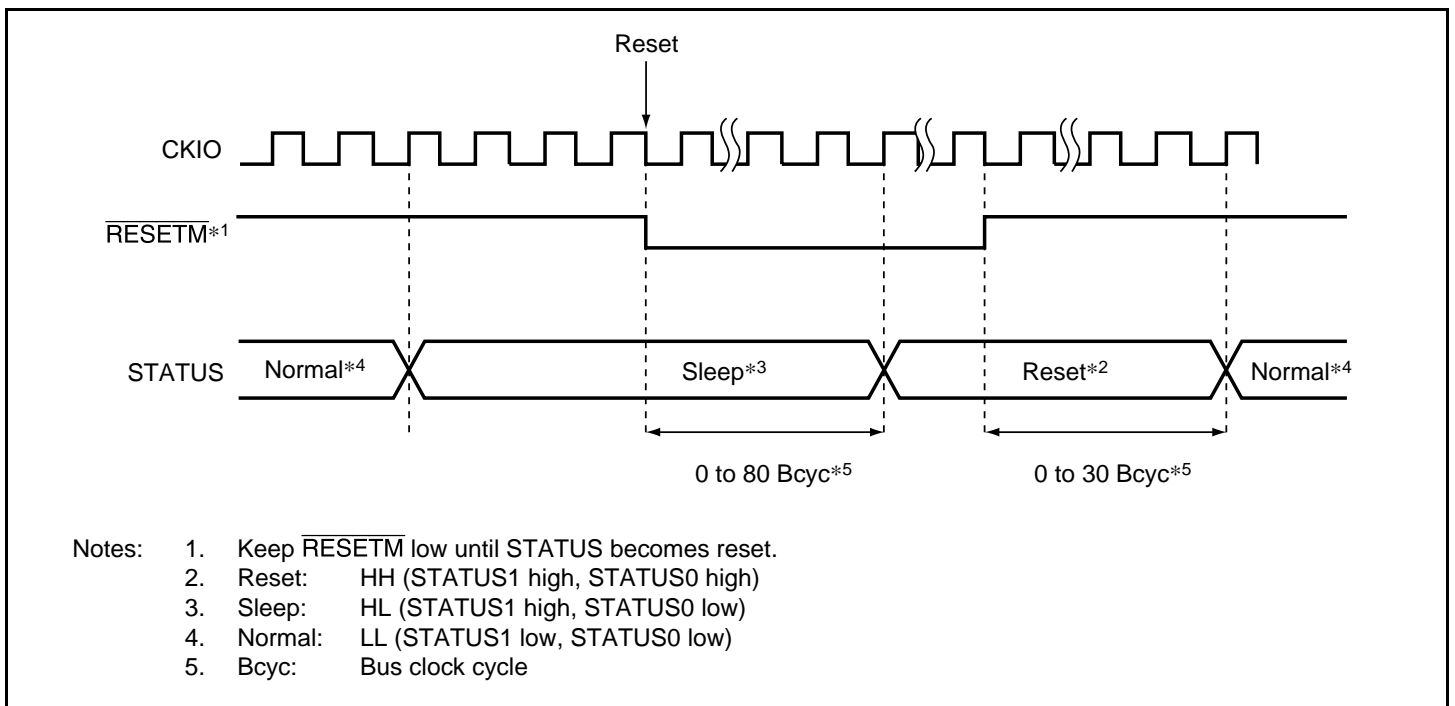 Reset
CKIO
RESETM*1
STATUS Normal*4 Sleep*3 Reset*2 Normal*4
0 to 80 Bcyc*5 0 to 30 Bcyc*5
Notes: 1. Keep RESETM low until STATUS becomes reset.
2. Reset: HH (STATUS1 high, STATUS0 high)
3. Sleep: HL (STATUS1 high, STATUS0 low)
4. Normal: LL (STATUS1 low, STATUS0 low)
5. Bcyc: Bus clock cycle